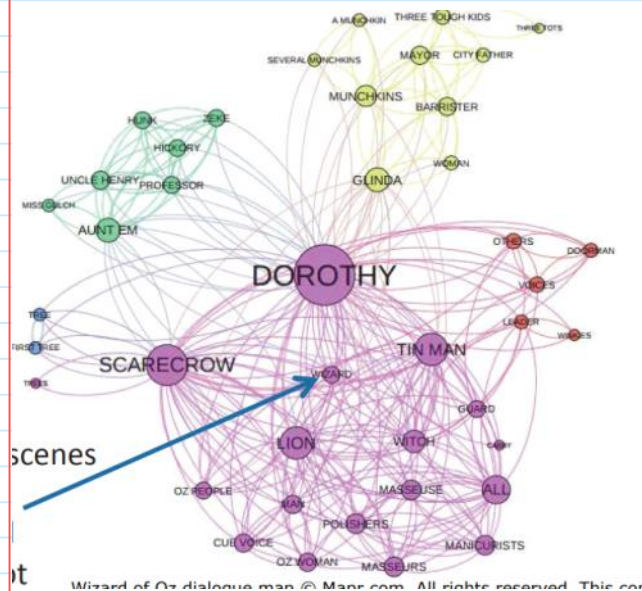 A MUNCHKIN
THREE TOUGH KIDS
THREE TOTS
SEVERAL MUNCHKINS
MAYOR
CITY FATHER
MUNCHKINS
BARRISTER
HUNK
ZEKE
HICKORY
WOMAN
UNCLE HENRY
PROFESSOR
GLINDA
MISS GULCH
AUNT EM
OTHERS
DOORMAN
DOROTHY
VOICES
TREE
LEADER
FIRST TREE
WINKIES
TIN MAN
SCARECROW
WIZARD
TREES
GUARD
LION
WITCH
scenes
OZ PEOPLE
MASSEUSE
ALL
MAN
POLISHERS
CUE VOICE
MANICURISTS
OZ WOMAN
MASSEURS
ot
Wizard of Oz dialogue map © Mapr.com. All rights reserved. This con